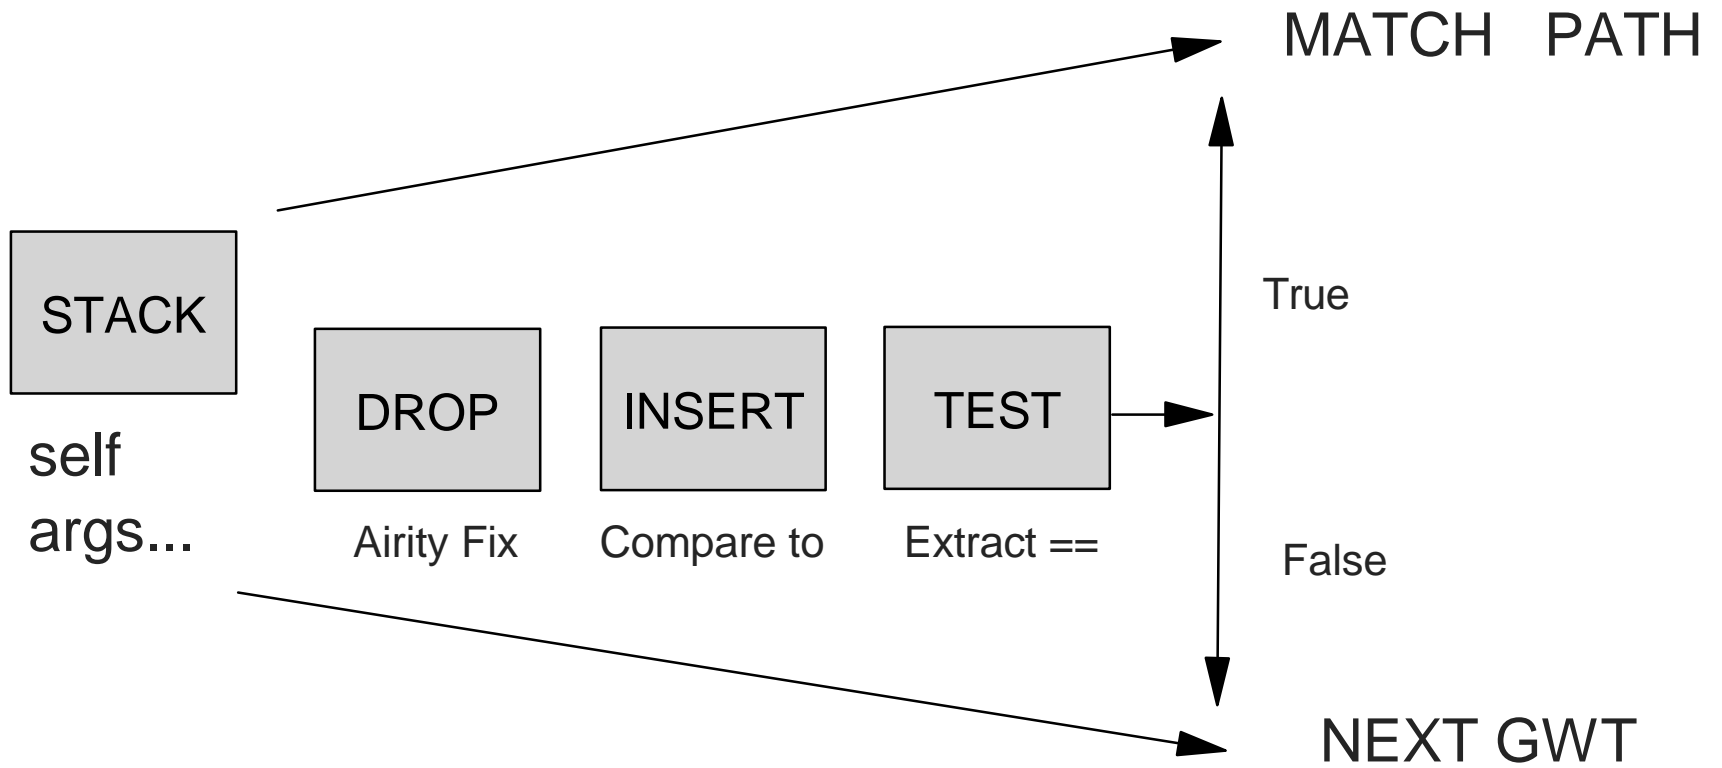 MATCH PATH
STACK
self
args...
DROP
Airity Fix
INSERT
Compare to
TEST
Extract ==
True
False
NEXT GWT